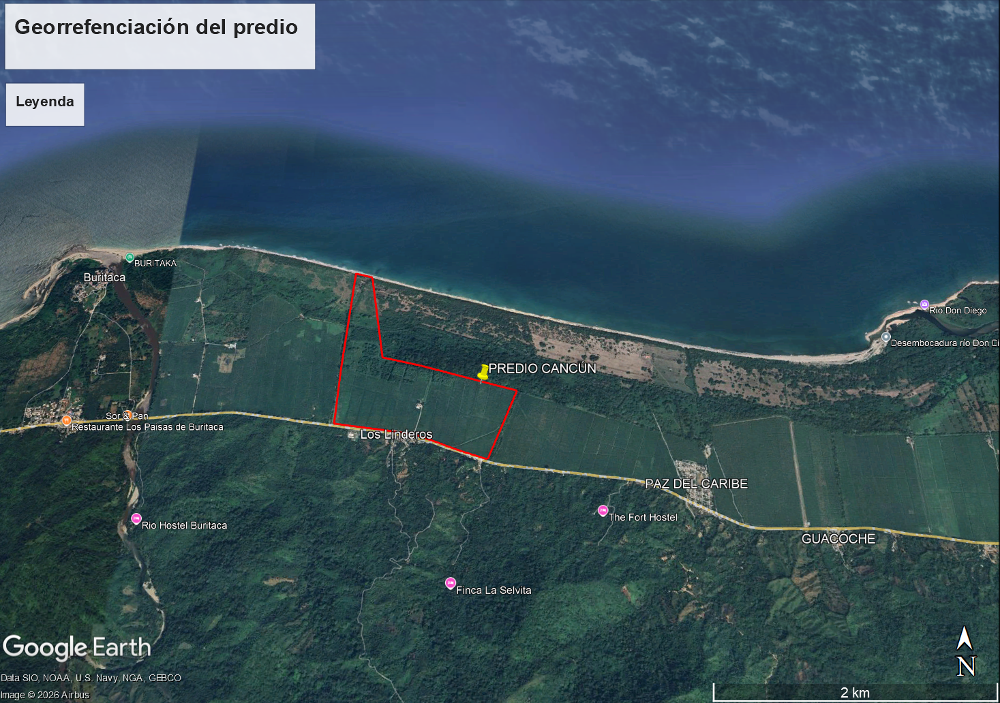 Georrefenciación del predio
Leyenda
BURITAKA
Buritaca
Río Don Diego
Desembocadura río Don Di
PREDIO CANCÚN
Sor & Pan
Restaurante Los Paisas de Buritaca
Los Linderos
PAZ DEL CARIBE
The Fort Hostel
Rio Hostel Buritaca
GUACOCHE
Finca La Selvita
Google Earth
Data SIO, NOAA, U.S. Navy, NGA, GEBCO
Image © 2026 Airbus
N
2 km